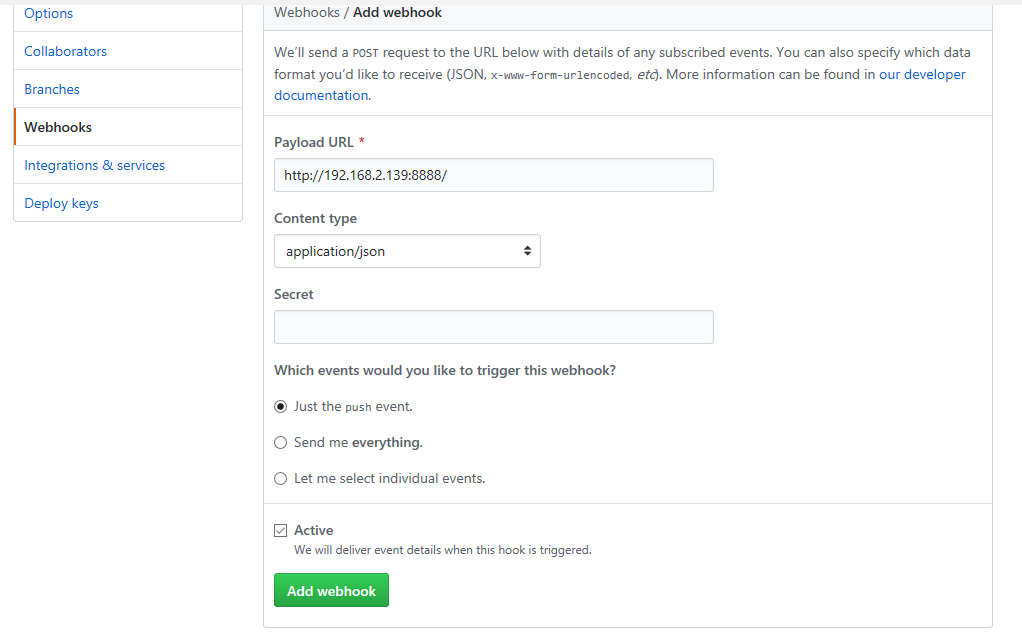 Options
Collaborators
Branches
Webhooks
Integrations & services
Deploy keys
Webhooks / Add webhook
We’ll send a POST request to the URL below with details of any subscribed events. You can also specify which data
format you’d like to receive (JSON, x-www-form-urlencoded, etc). More information can be found in our developer
documentation.
Payload URL *
http://192.168.2.139:8888/
Content type
application/json
Secret
Which events would you like to trigger this webhook?
Just the push event.
Send me everything.
Let me select individual events.
Active
We will deliver event details when this hook is triggered.
Add webhook